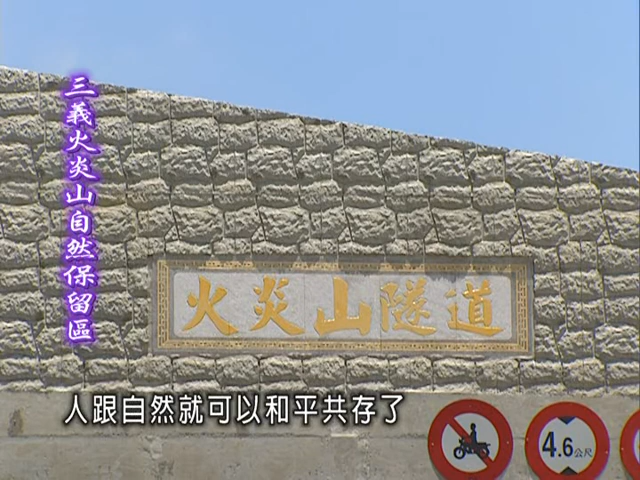 三義火炎山自然保留區
火炎山隧道
人跟自然就可以和平共存了
4.6公尺